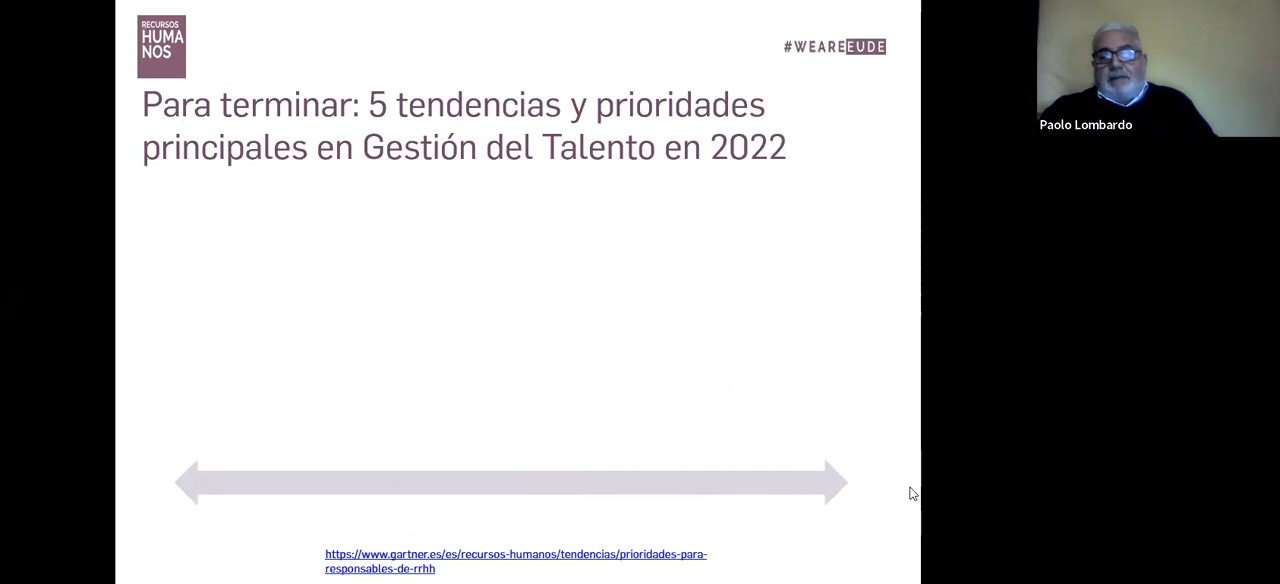 RECURSOS
HUMA
NOS
#WEAREEUDE
Para terminar: 5 tendencias y prioridades
principales en Gestión del Talento en 2022
Paolo Lombardo
https://www.gartner.es/es/recursos-humanos/tendencias/prioridades-para-
responsables-de-rrhh